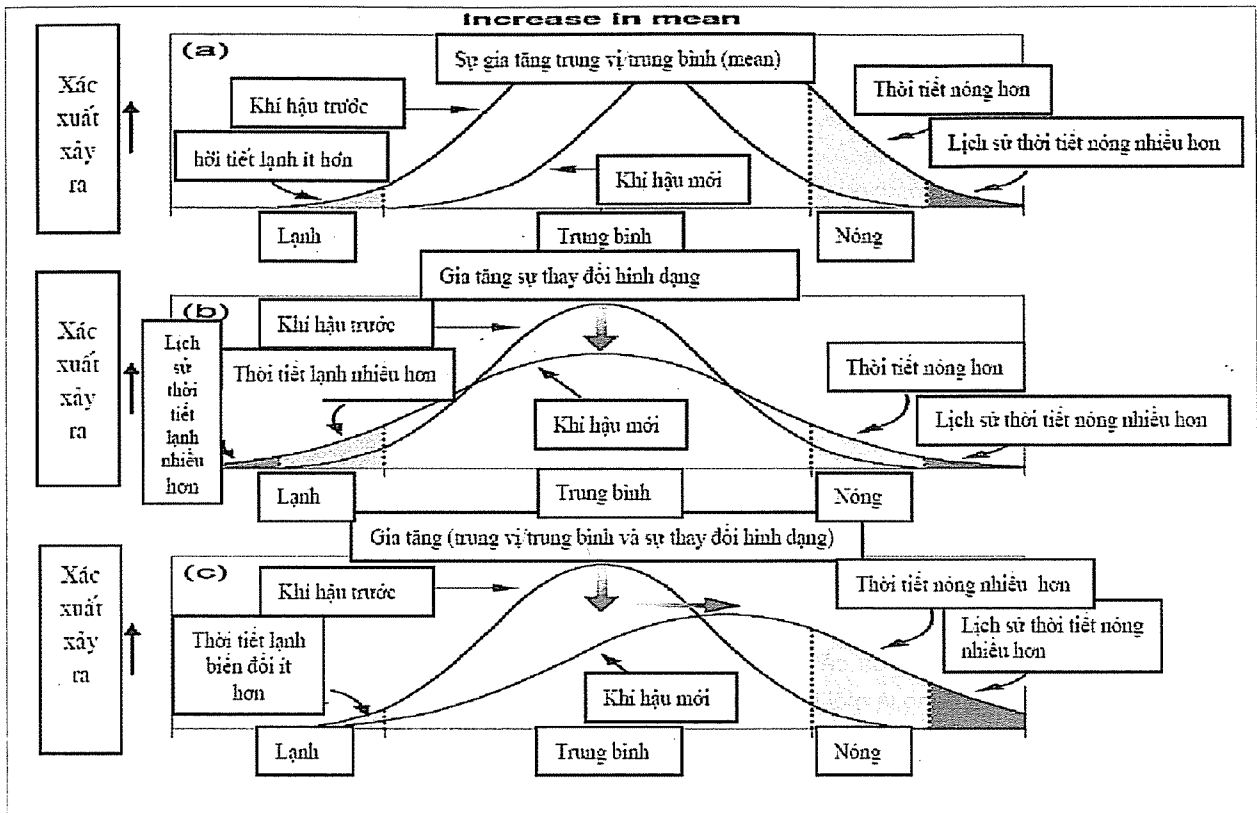 Increase in mean
(a)
Sự gia tăng trung vị/trung bình (mean)
Xác
xuất
xảy
ra
Khí hậu trước
Thời tiết nóng hơn
hời tiết lạnh ít hơn
Lịch sử thời tiết nóng nhiều hơn
Khí hậu mới
Lạnh
Trung bình
Nóng
Gia tăng sự thay đổi hình dạng
(b)
Xác
xuất
xảy
ra
Khí hậu trước
Lịch
sử
thời
tiết
lạnh
nhiều
hơn
Thời tiết lạnh nhiều hơn
Thời tiết nóng hơn
Khí hậu mới
Lịch sử thời tiết nóng nhiều hơn
Lạnh
Trung bình
Nóng
Gia tăng (trung vị/trung bình và sự thay đổi hình dạng)
(c)
Xác
xuất
xảy
ra
Khí hậu trước
Thời tiết nóng nhiều hơn
Thời tiết lạnh
biến đổi ít
hơn
Lịch sử thời tiết nóng
nhiều hơn
Khí hậu mới
Lạnh
Trung bình
Nóng